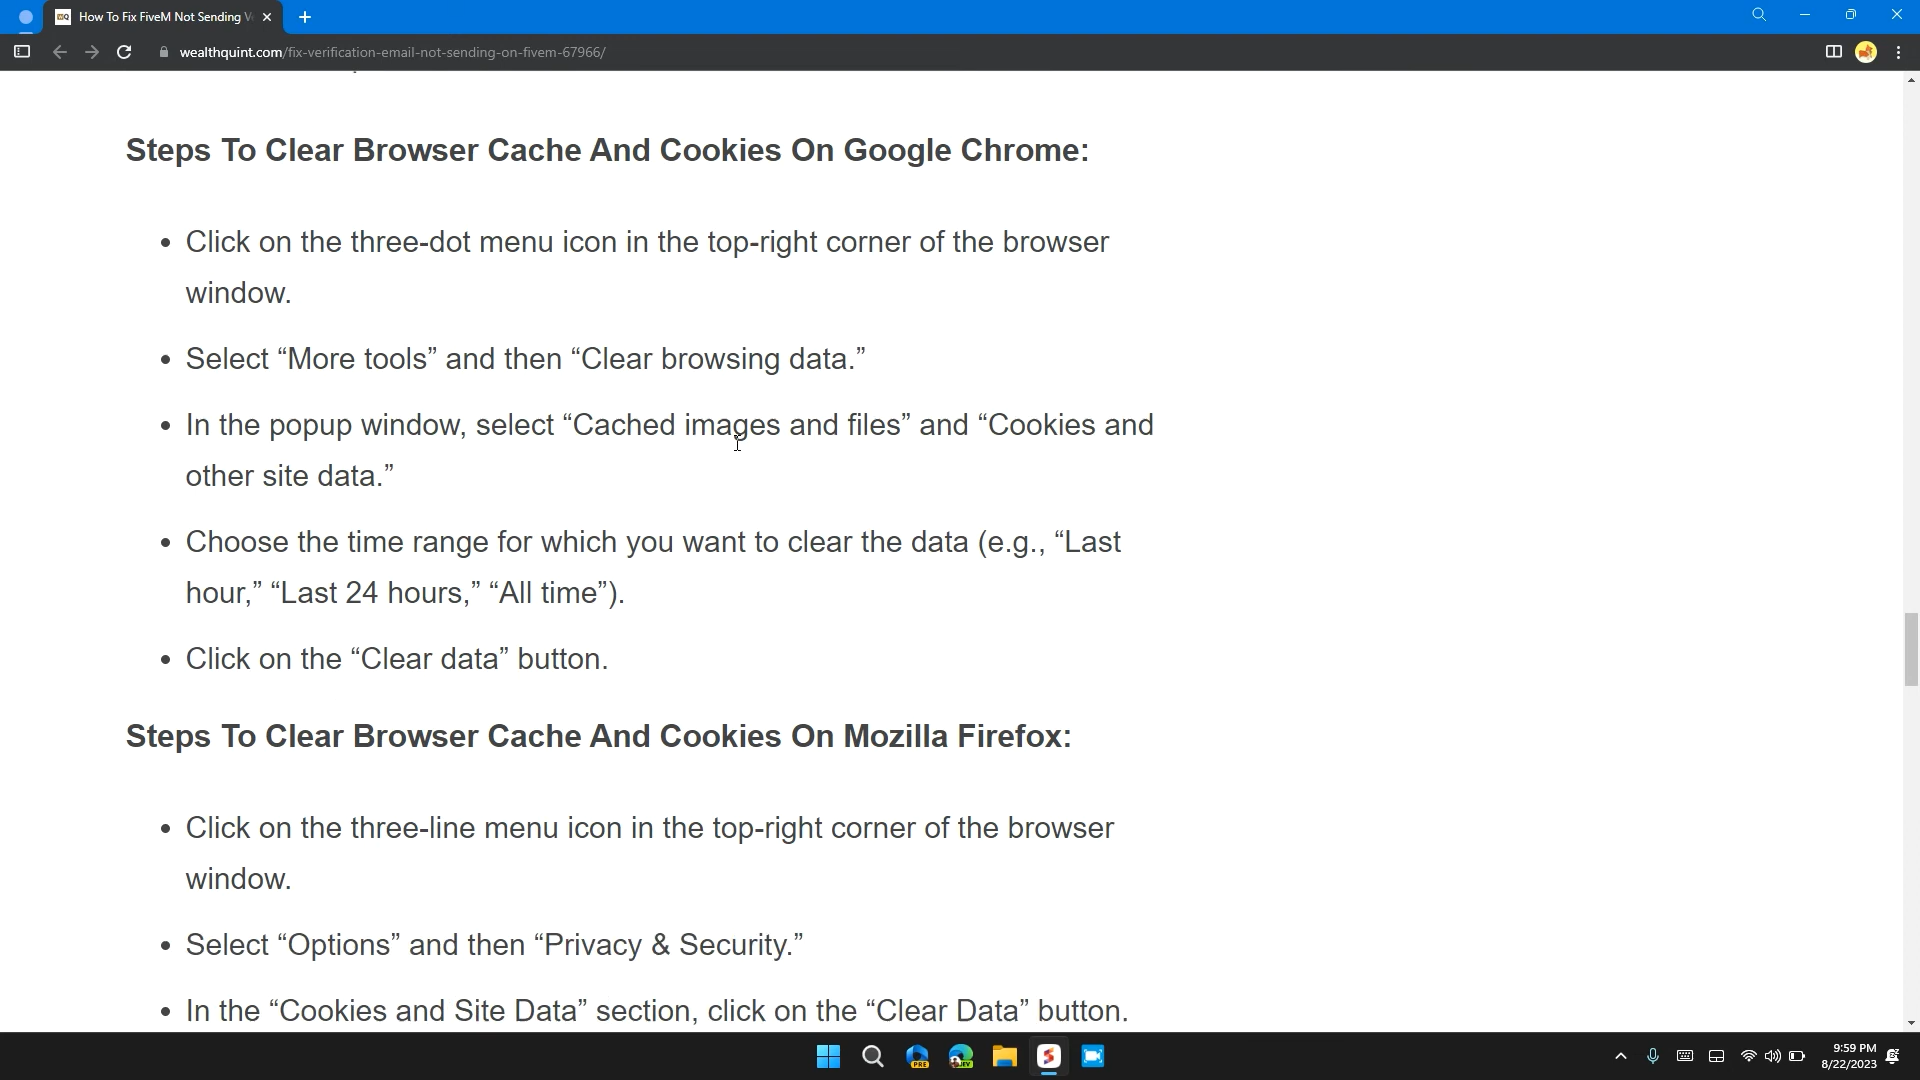 How To Fix FiveM Not Sending V
wealthquint.com/fix-verification-email-not-sending-on-fivem-67966/
Steps To Clear Browser Cache And Cookies On Google Chrome:
• Click on the three-dot menu icon in the top-right corner of the browser
window.
• Select “More tools” and then “Clear browsing data.”
• In the popup window, select “Cached images and files” and “Cookies and
other site data.”
• Choose the time range for which you want to clear the data (e.g., “Last
hour,” “Last 24 hours,” “All time”).
• Click on the “Clear data” button.
Steps To Clear Browser Cache And Cookies On Mozilla Firefox:
• Click on the three-line menu icon in the top-right corner of the browser
window.
• Select “Options” and then “Privacy & Security.”
• In the “Cookies and Site Data” section, click on the “Clear Data” button.
PRE
9:59 PM
8/22/2023